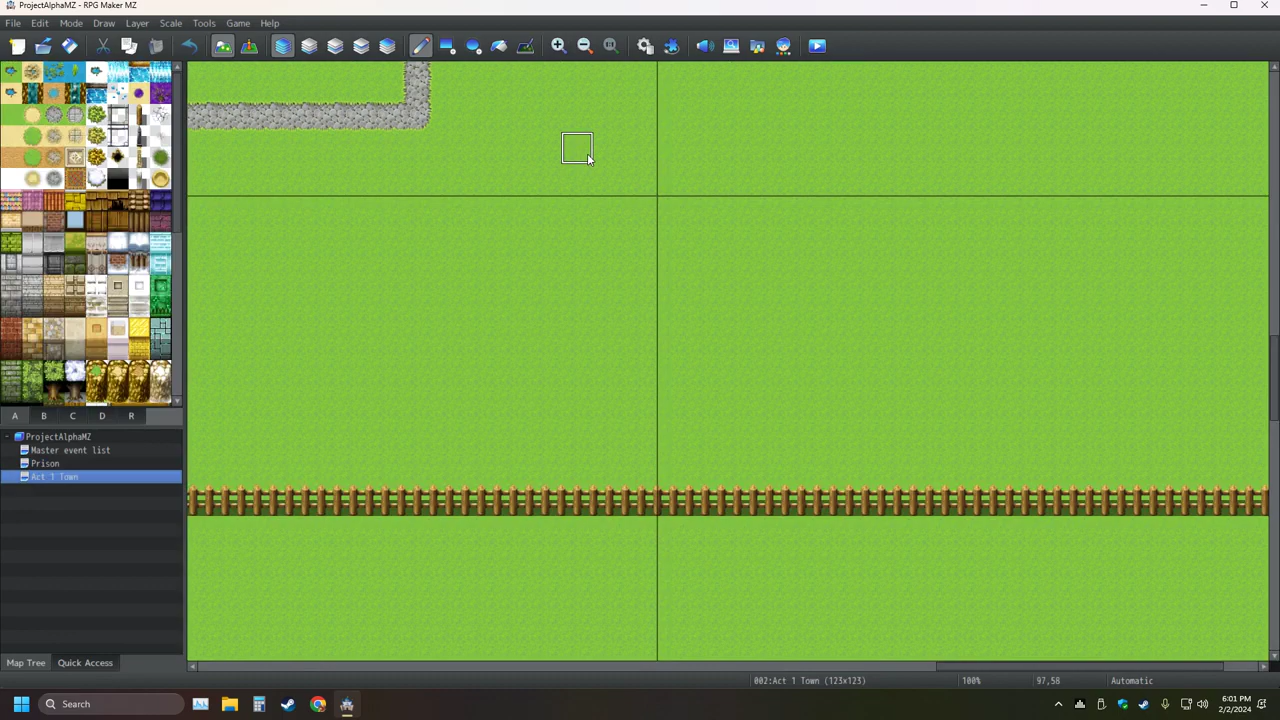 ProjectAlphaMZ - RPG Maker MZ
File Edit Mode Draw Layer Scale Tools Game Help
A B C D R
ProjectAlphaMZ
Master event list
Prison
Act 1 Town
Map Tree Quick Access
002:Act 1 Town (123x123) 100% 97,58 Automatic
Search
6:01 PM
2/2/2024